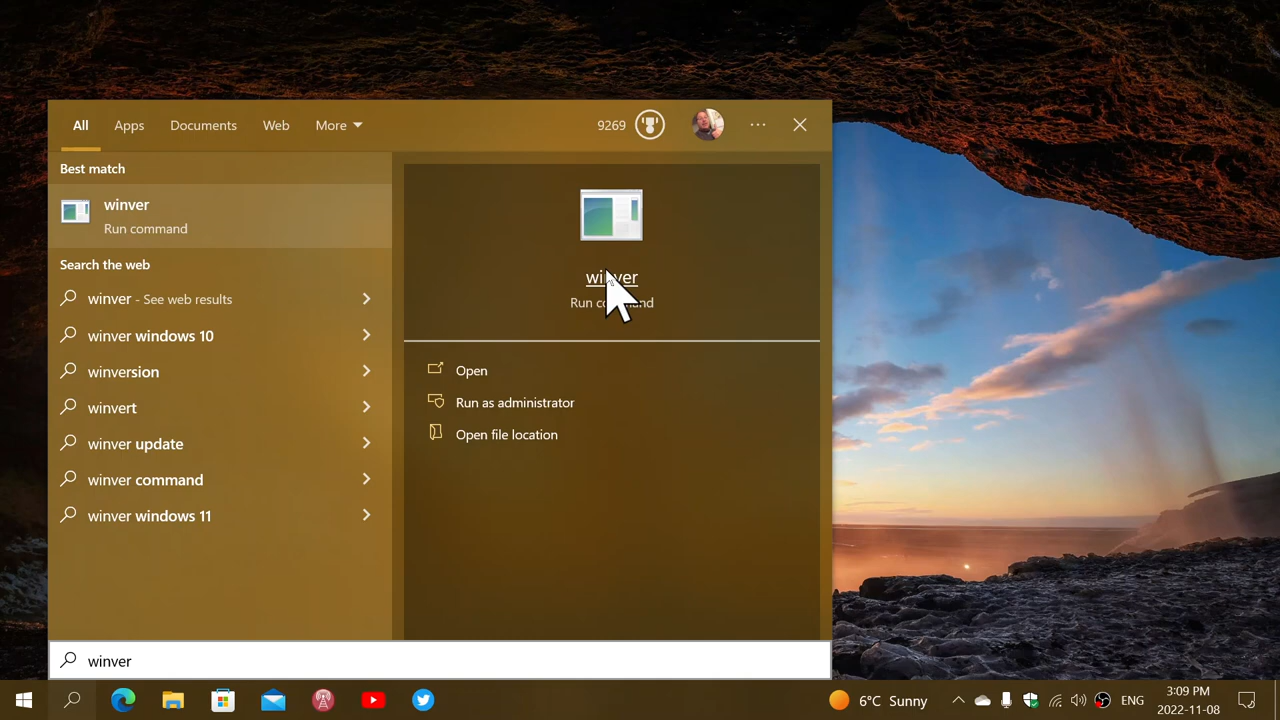 All Apps Documents Web More 9269 ...
Best match
winver
Run command
Search the web
winver - See web results
winver windows 10
winversion
winvert
winver update
winver command
winver windows 11
winver
Run command
Open
Run as administrator
Open file location
winver
6°C Sunny ENG 3:09 PM
2022-11-08